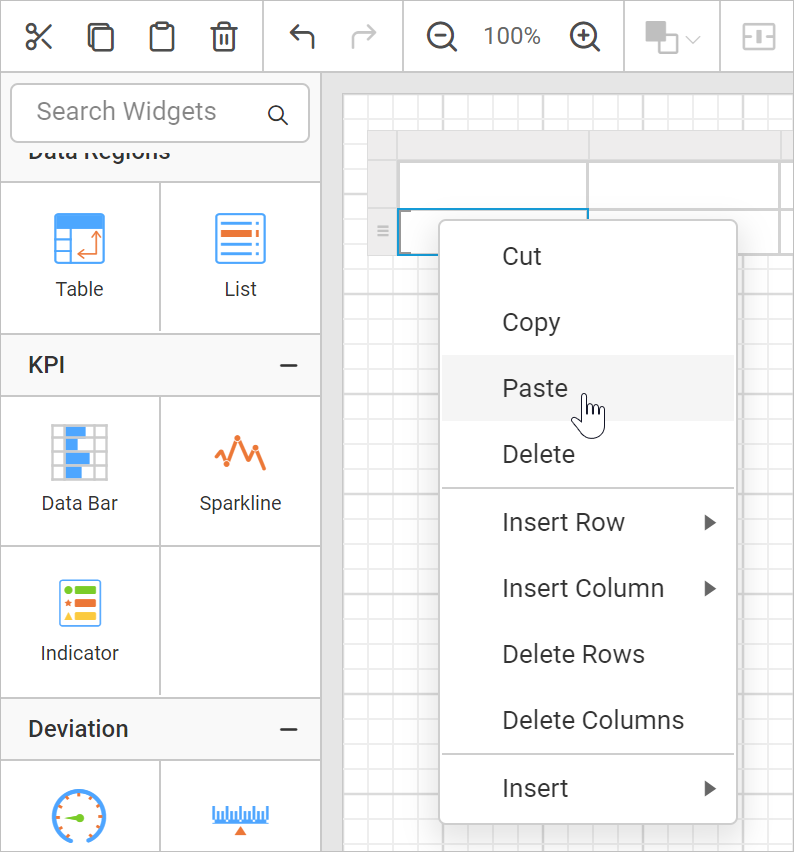 100%
Search Widgets
Data Regions
Table
List
KPI
Data Bar
Sparkline
Indicator
Deviation
Cut
Copy
Paste
Delete
Insert Row
Insert Column
Delete Rows
Delete Columns
Insert